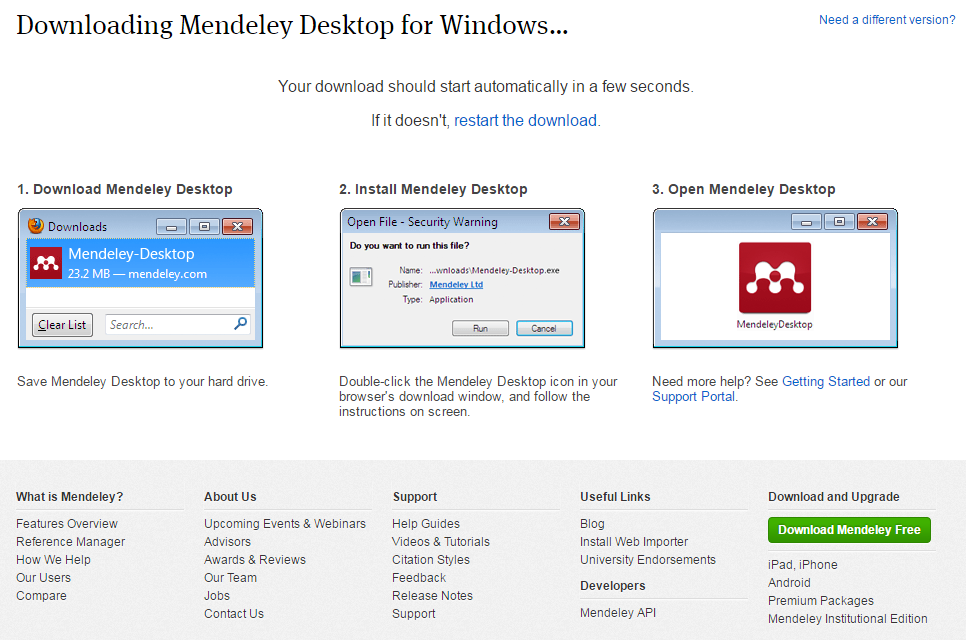 Downloading Mendeley Desktop for Windows...
Need a different version?
Your download should start automatically in a few seconds.
If it doesn't, restart the download.
1. Download Mendeley Desktop
Downloads
Mendeley-Desktop
23.2 MB — mendeley.com
Clear List
Search...
Save Mendeley Desktop to your hard drive.
2. Install Mendeley Desktop
Open File - Security Warning
Do you want to run this file?
Name: ...wnloads\Mendeley-Desktop.exe
Publisher: Mendeley Ltd
Type: Application
Run
Cancel
Double-click the Mendeley Desktop icon in your
browser's download window, and follow the
instructions on screen.
3. Open Mendeley Desktop
MendeleyDesktop
Need more help? See Getting Started or our
Support Portal.
What is Mendeley?
Features Overview
Reference Manager
How We Help
Our Users
Compare
About Us
Upcoming Events & Webinars
Advisors
Awards & Reviews
Our Team
Jobs
Contact Us
Support
Help Guides
Videos & Tutorials
Citation Styles
Feedback
Release Notes
Support
Useful Links
Blog
Install Web Importer
University Endorsements
Developers
Mendeley API
Download and Upgrade
Download Mendeley Free
iPad, iPhone
Android
Premium Packages
Mendeley Institutional Edition